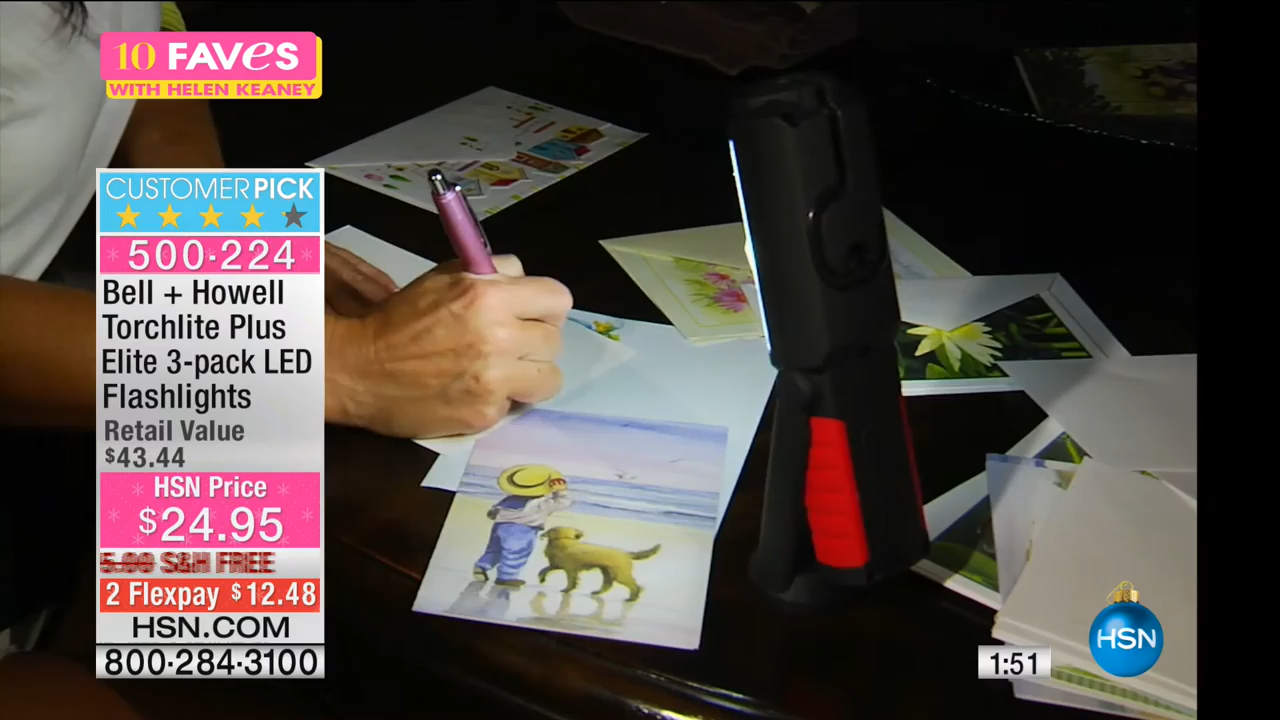 10 FAVeS
WITH HELEN KEANEY
CUSTOMER PICK
500-224
Bell + Howell
Torchlite Plus
Elite 3-pack LED
Flashlights
Retail Value
$43.44
HSN Price
$24.95
5.00 S&H FREE
2 Flexpay $12.48
HSN.COM
800-284-3100
1:51
HSN